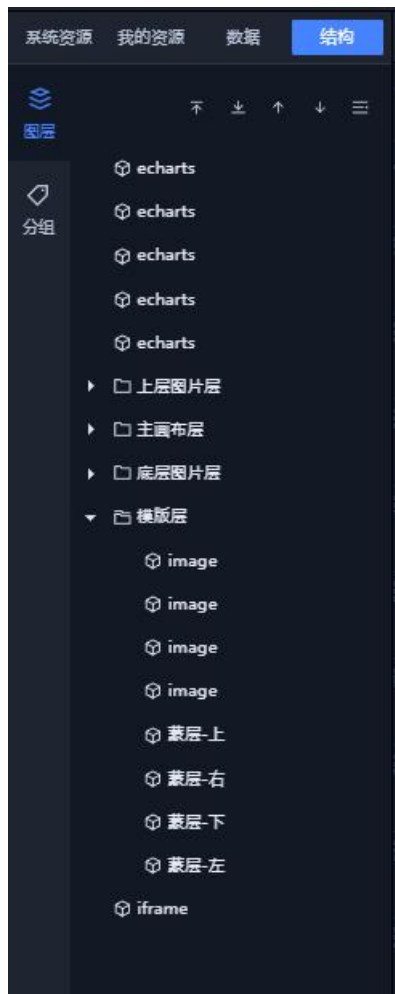 系统资源 我的资源 数据 结构
图层
分组
echarts
echarts
echarts
echarts
echarts
上层图片层
主画布层
底层图片层
模版层
image
image
image
image
蒙层-上
蒙层-右
蒙层-下
蒙层-左
iframe